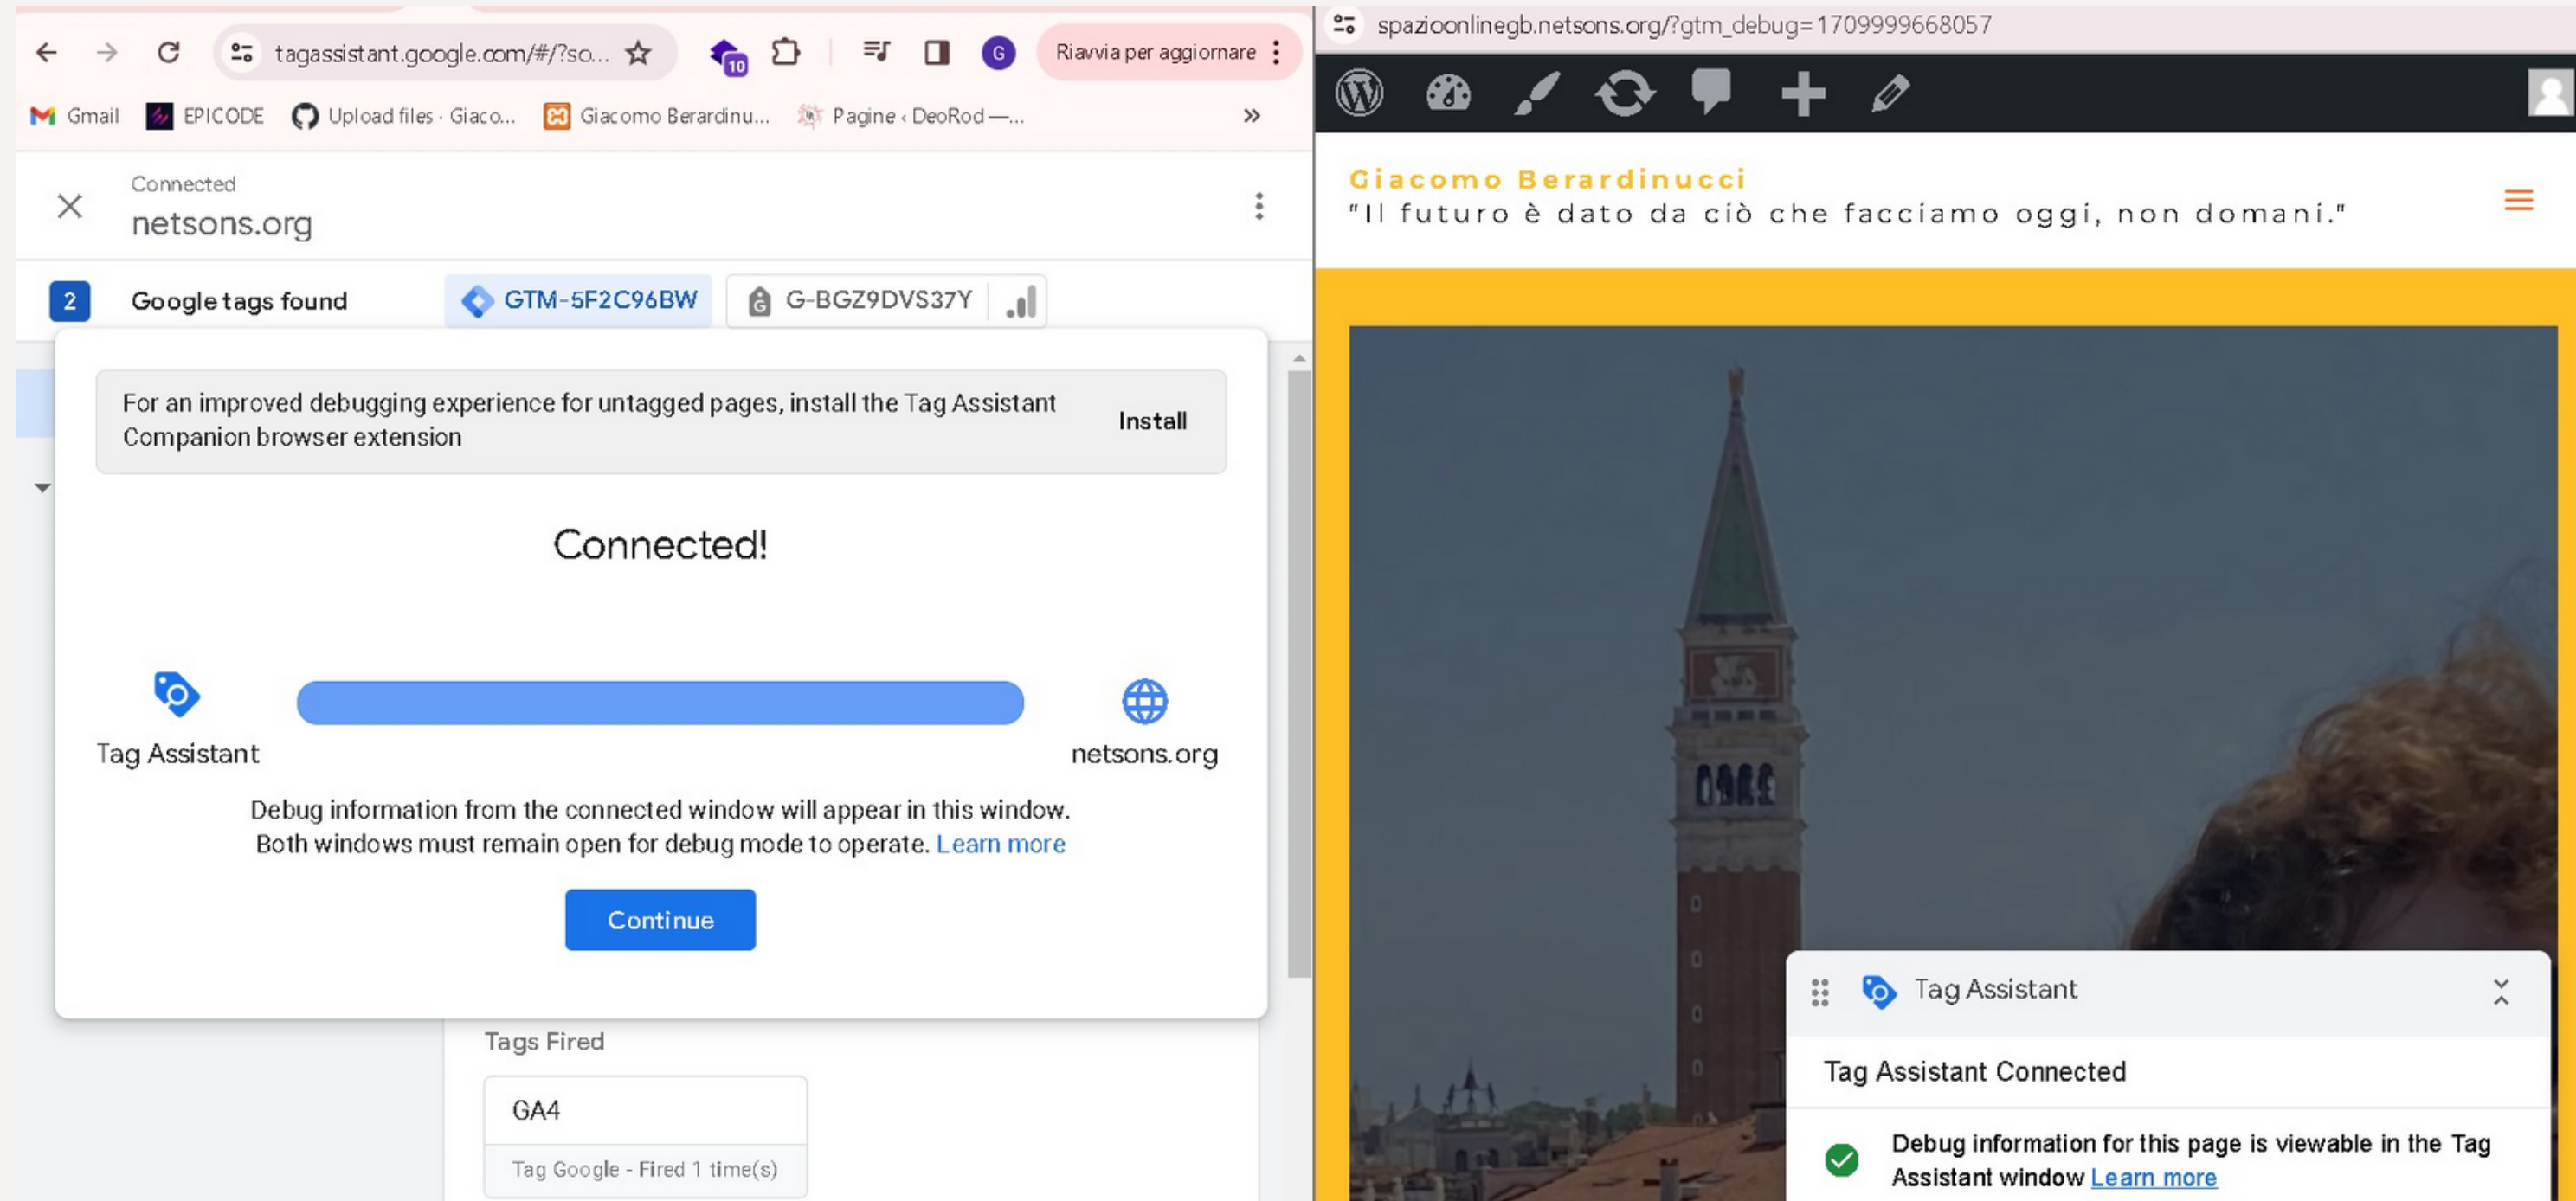 tagassistant.google.com/#/?so...
10
G
Riavvia per aggiornare
Gmail
EPICODE
Upload files · Giaco...
Giacomo Berardinu...
Pagine ‹ DeoRod —...
»
Connected
netsons.org
2
Google tags found
GTM-5F2C96BW
G-BGZ9DVS37Y
For an improved debugging experience for untagged pages, install the Tag Assistant
Companion browser extension
Install
Connected!
Tag Assistant
netsons.org
Debug information from the connected window will appear in this window.
Both windows must remain open for debug mode to operate. Learn more
Continue
Tags Fired
GA4
Tag Google - Fired 1 time(s)
spazioonlinegb.netsons.org/?gtm_debug=1709999668057
Giacomo Berardinucci
"Il futuro è dato da ciò che facciamo oggi, non domani."
Tag Assistant
Tag Assistant Connected
Debug information for this page is viewable in the Tag
Assistant window Learn more